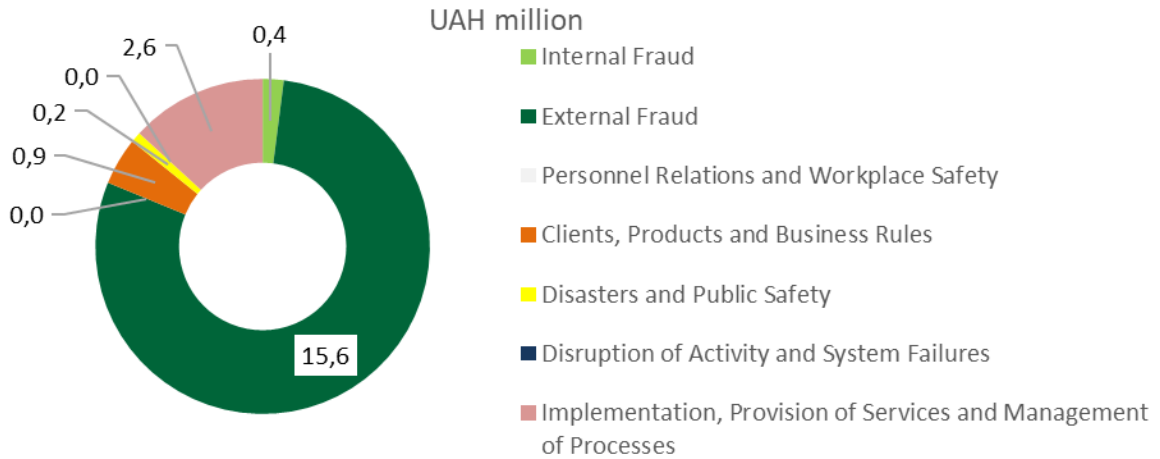 UAH million
0,4
2,6
0,0
0,2
0,9
0,0
15,6
Internal Fraud
External Fraud
Personnel Relations and Workplace Safety
Clients, Products and Business Rules
Disasters and Public Safety
Disruption of Activity and System Failures
Implementation, Provision of Services and Management
of Processes